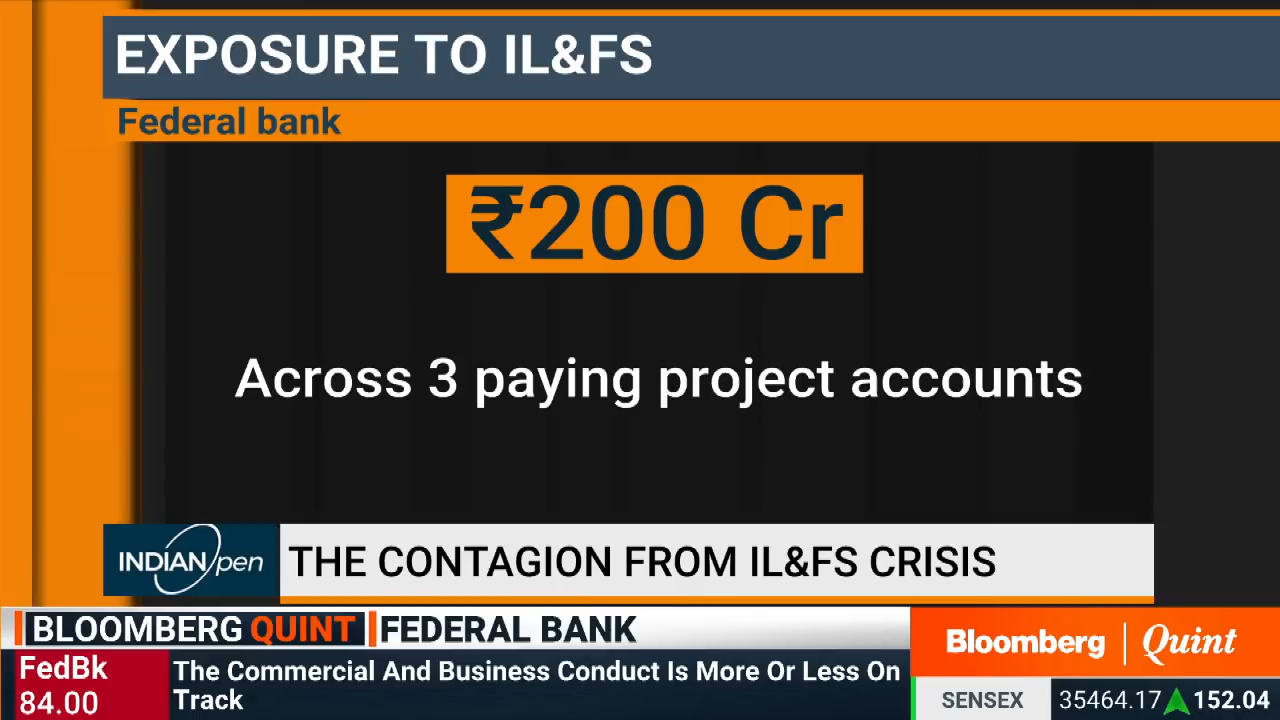 EXPOSURE TO IL&FS
Federal bank
₹200 Cr
Across 3 paying project accounts
INDIAN Open
THE CONTAGION FROM IL&FS CRISIS
BLOOMBERG QUINT
FEDERAL BANK
Bloomberg | Quint
FedBk
84.00
The Commercial And Business Conduct Is More Or Less On
Track
SENSEX 35464.17 ▲ 152.04